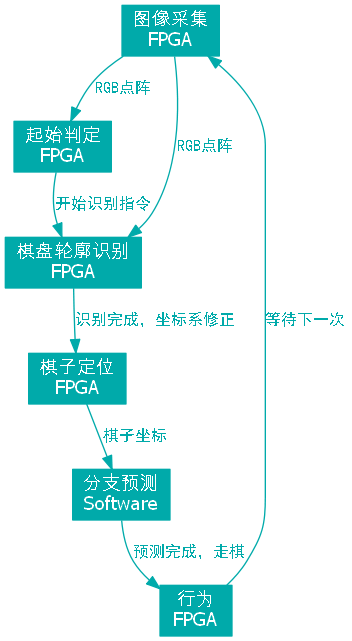 图像采集
FPGA
RGB点阵
起始判定
FPGA
RGB点阵
开始识别指令
棋盘轮廓识别
FPGA
识别完成，坐标系修正
等待下一次
棋子定位
FPGA
棋子坐标
分支预测
Software
预测完成，走棋
行为
FPGA